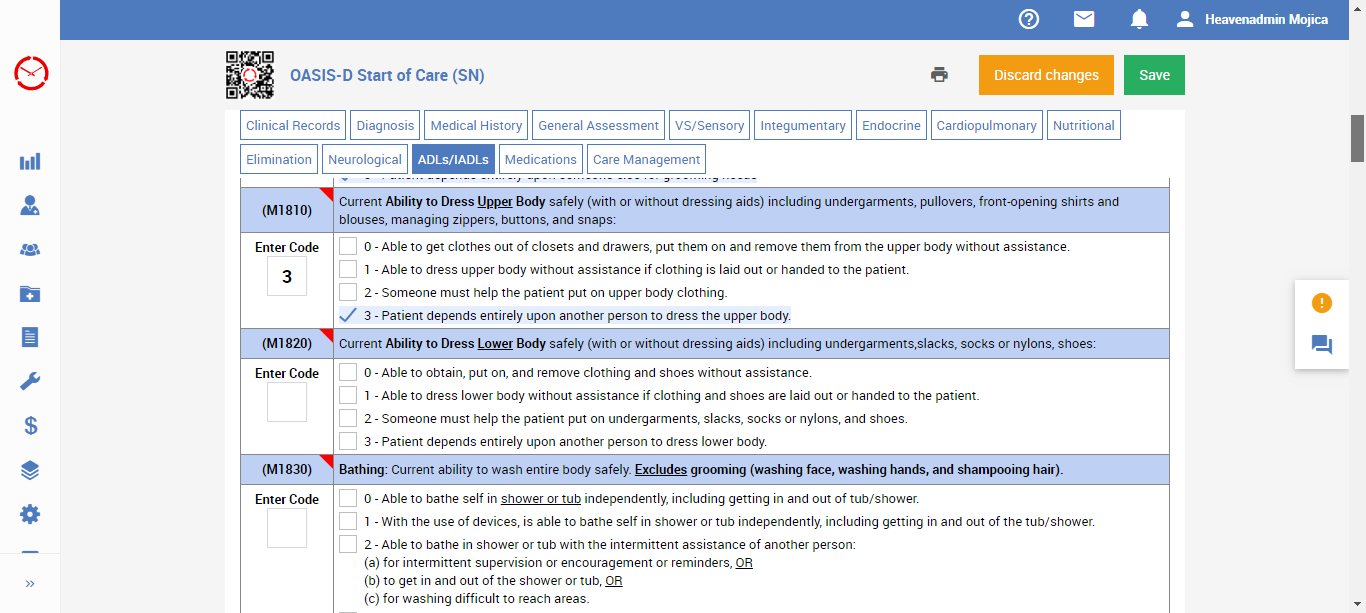 Heavenadmin Mojica
OASIS-D Start of Care (SN)
Discard changes
Save
Clinical Records
Diagnosis
Medical History
General Assessment
VS/Sensory
Integumentary
Endocrine
Cardiopulmonary
Nutritional
Elimination
Neurological
ADLs/IADLs
Medications
Care Management
3 - Patient depends entirely upon someone else for grooming needs
(M1810)
Current Ability to Dress Upper Body safely (with or without dressing aids) including undergarments, pullovers, front-opening shirts and
blouses, managing zippers, buttons, and snaps:
Enter Code
3
0 - Able to get clothes out of closets and drawers, put them on and remove them from the upper body without assistance.
1 - Able to dress upper body without assistance if clothing is laid out or handed to the patient.
2 - Someone must help the patient put on upper body clothing.
3 - Patient depends entirely upon another person to dress the upper body.
(M1820)
Current Ability to Dress Lower Body safely (with or without dressing aids) including undergarments,slacks, socks or nylons, shoes:
Enter Code
0 - Able to obtain, put on, and remove clothing and shoes without assistance.
1 - Able to dress lower body without assistance if clothing and shoes are laid out or handed to the patient.
2 - Someone must help the patient put on undergarments, slacks, socks or nylons, and shoes.
3 - Patient depends entirely upon another person to dress lower body.
(M1830)
Bathing: Current ability to wash entire body safely. Excludes grooming (washing face, washing hands, and shampooing hair).
Enter Code
0 - Able to bathe self in shower or tub independently, including getting in and out of tub/shower.
1 - With the use of devices, is able to bathe self in shower or tub independently, including getting in and out of the tub/shower.
2 - Able to bathe in shower or tub with the intermittent assistance of another person:
(a) for intermittent supervision or encouragement or reminders, OR
(b) to get in and out of the shower or tub, OR
(c) for washing difficult to reach areas.